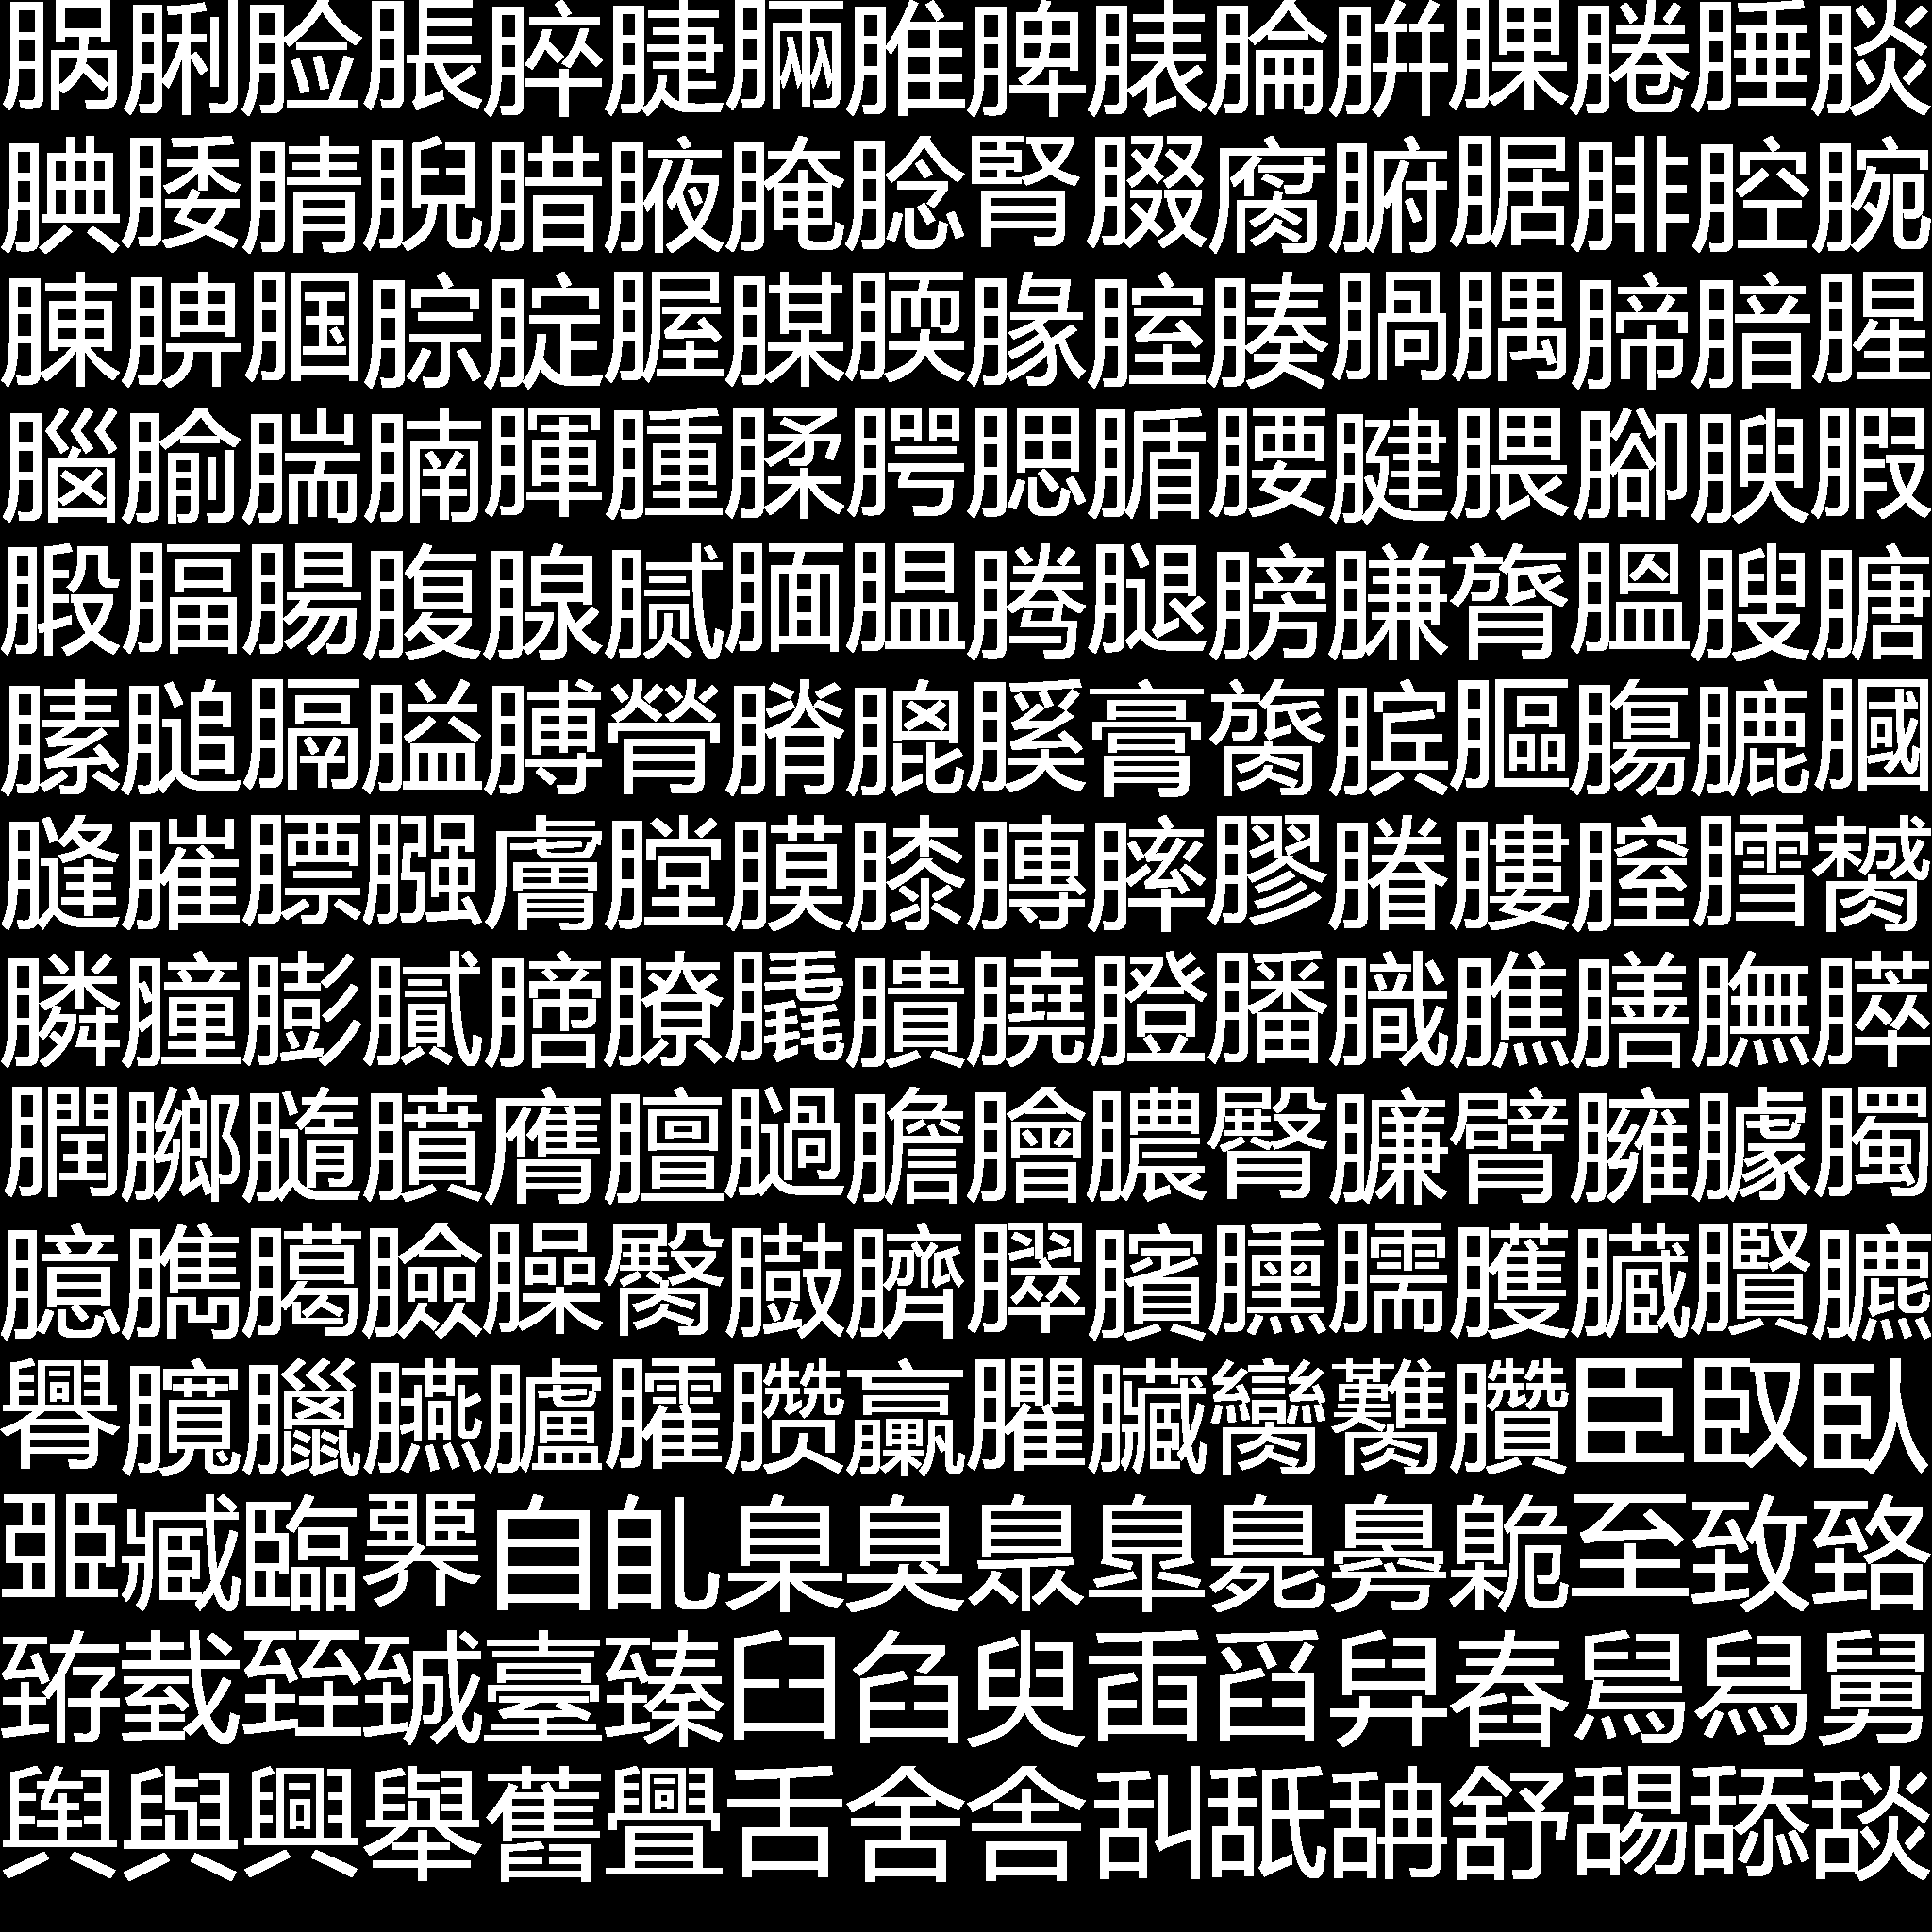 脶脷脸脹脺脻脼脽脾脿腀腁腂腃腄腅
腆腇腈腉腊腋腌腍腎腏腐腑腒腓腔腕
腖腗腘腙腚腛腜腝腞腟腠腡腢腣腤腥
腦腧腨腩腪腫腬腭腮腯腰腱腲腳腴腵
腶腷腸腹腺腻腼腽腾腿膀膁膂膃膄膅
膆膇膈膉膊膋膌膍膎膏膐膑膒膓膔膕
膖膗膘膙膚膛膜膝膞膟膠膡膢膣膤膥
膦膧膨膩膪膫膬膭膮膯膰膱膲膳膴膵
膶膷膸膹膺膻膼膽膾膿臀臁臂臃臄臅
臆臇臈臉臊臋臌臍臎臏臐臑臒臓臔臕
臖臗臘臙臚臛臜臝臞臟臠臡臢臣臤臥
臦臧臨臩自臫臬臭臮臯臰臱臲至致臵
臶臷臸臹臺臻臼臽臾臿舀舁舂舃舄舅
舆與興舉舊舋舌舍舎舏舐舑舒舓舔舕